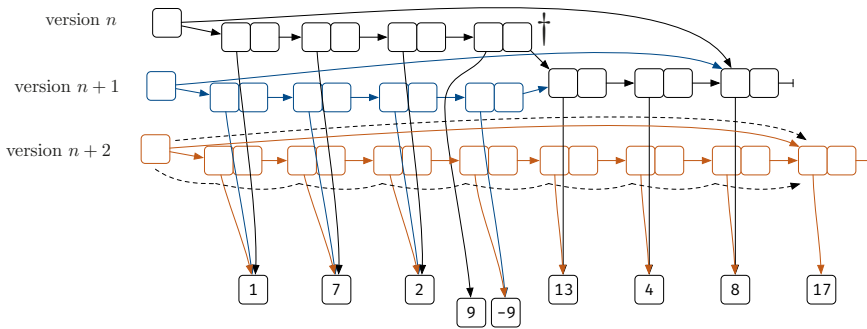 version n
†
version n + 1
version n + 2
1 7 2 13 4 8 17
9 -9